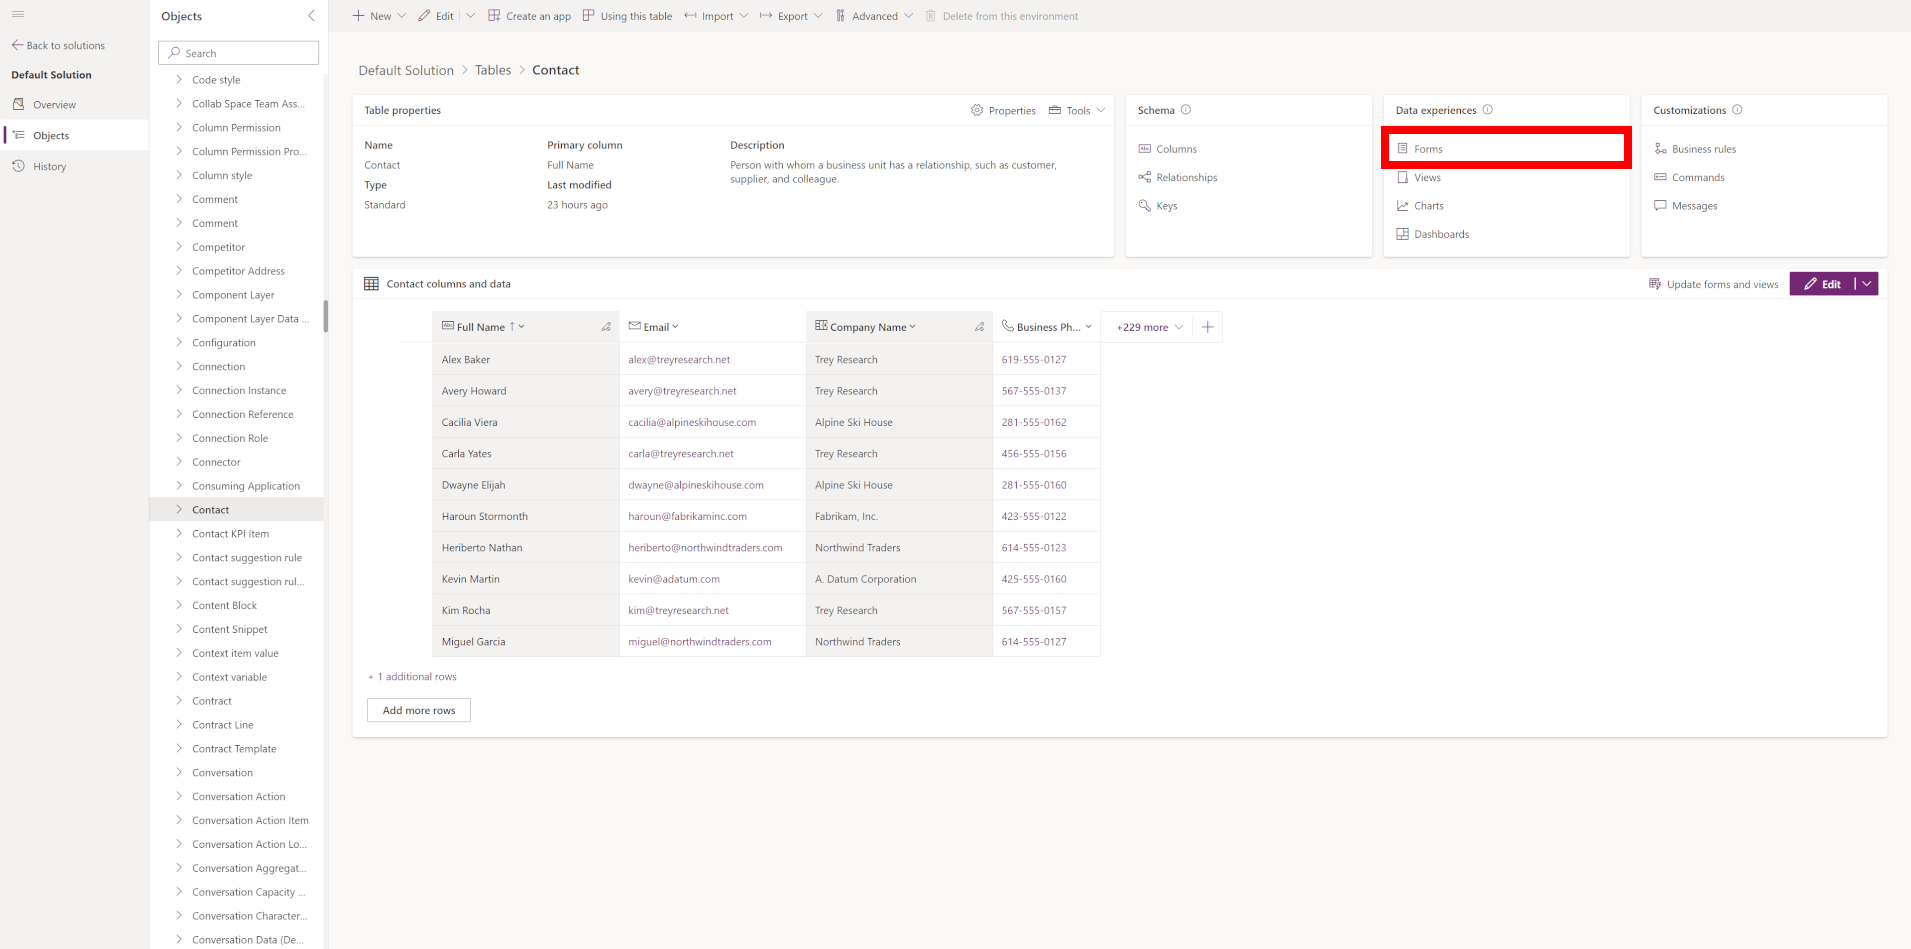 Back to solutions
Default Solution
Overview
Objects
History
Objects
Search
Code style
Collab Space Team Ass...
Column Permission
Column Permission Pro...
Column style
Comment
Comment
Competitor
Competitor Address
Component Layer
Component Layer Data ...
Configuration
Connection
Connection Instance
Connection Reference
Connection Role
Connector
Consuming Application
Contact
Contact KPI Item
Contact suggestion rule
Contact suggestion rul...
Content Block
Content Snippet
Context item value
Context variable
Contract
Contract Line
Contract Template
Conversation
Conversation Action
Conversation Action Item
Conversation Action Lo...
Conversation Aggregat...
Conversation Capacity ...
Conversation Character...
Conversation Data (De...
New Edit Create an app Using this table Import Export Advanced Delete from this environment
Default Solution > Tables > Contact
Table properties Properties Tools
Name Primary column Description
Contact Full Name Person with whom a business unit has a relationship, such as customer,
supplier, and colleague.
Type Last modified
Standard 23 hours ago
Schema
Columns
Relationships
Keys
Data experiences
Forms
Views
Charts
Dashboards
Customizations
Business rules
Commands
Messages
Contact columns and data Update forms and views Edit
Full Name ↑ Email Company Name Business Ph... +229 more
Alex Baker alex@treyresearch.net Trey Research 619-555-0127
Avery Howard avery@treyresearch.net Trey Research 567-555-0137
Cacilia Viera cacilia@alpineskihouse.com Alpine Ski House 281-555-0162
Carla Yates carla@treyresearch.net Trey Research 456-555-0156
Dwayne Elijah dwayne@alpineskihouse.com Alpine Ski House 281-555-0160
Haroun Stormonth haroun@fabrikaminc.com Fabrikam, Inc. 423-555-0122
Heriberto Nathan heriberto@northwindtraders.com Northwind Traders 614-555-0123
Kevin Martin kevin@adatum.com A. Datum Corporation 425-555-0160
Kim Rocha kim@treyresearch.net Trey Research 567-555-0157
Miguel Garcia miguel@northwindtraders.com Northwind Traders 614-555-0127
+ 1 additional rows
Add more rows